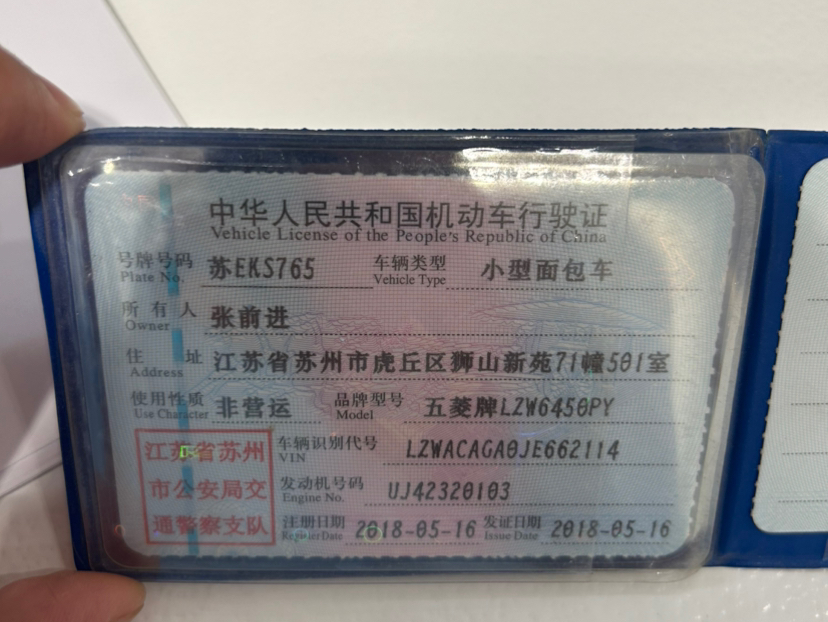 中华人民共和国机动车行驶证
Vehicle License of the People's Republic of China
号牌号码 苏EKS765 车辆类型 小型面包车
Plate No. Vehicle Type
所有人 张前进
Owner
住址 江苏省苏州市虎丘区狮山新苑71幢501室
Address
使用性质 非营运 品牌型号 五菱牌LZW6450PY
Use Character Model
江苏省苏州 车辆识别代号 LZWACAGA0JE662114
VIN
市公安局交 发动机号码 UJ42320103
Engine No.
通警察支队 注册日期 2018-05-16 发证日期 2018-05-16
Register Date Issue Date